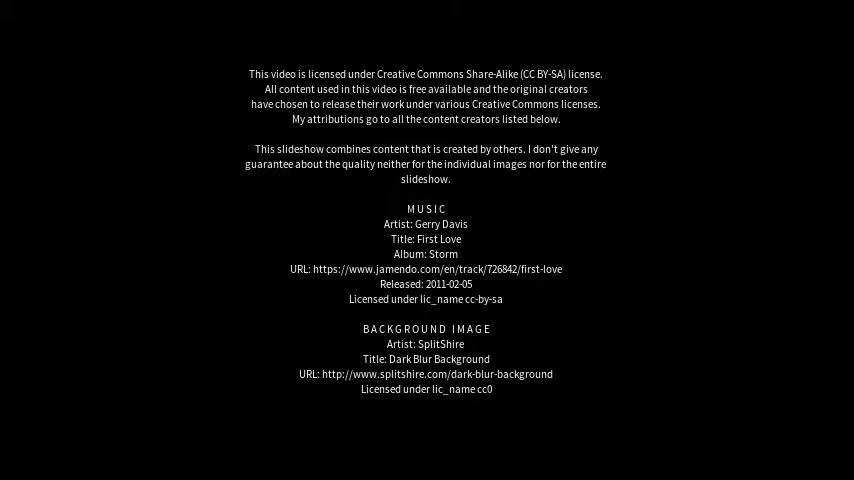 This video is licensed under Creative Commons Share-Alike (CC BY-SA) license.
All content used in this video is free available and the original creators
have chosen to release their work under various Creative Commons licenses.
My attributions go to all the content creators listed below.
This slideshow combines content that is created by others. I don't give any
guarantee about the quality neither for the individual images nor for the entire
slideshow.
MUSIC
Artist: Gerry Davis
Title: First Love
Album: Storm
URL: https://www.jamendo.com/en/track/726842/first-love
Released: 2011-02-05
Licensed under lic_name cc-by-sa
BACKGROUND IMAGE
Artist: SplitShire
Title: Dark Blur Background
URL: http://www.splitshire.com/dark-blur-background
Licensed under lic_name cc0